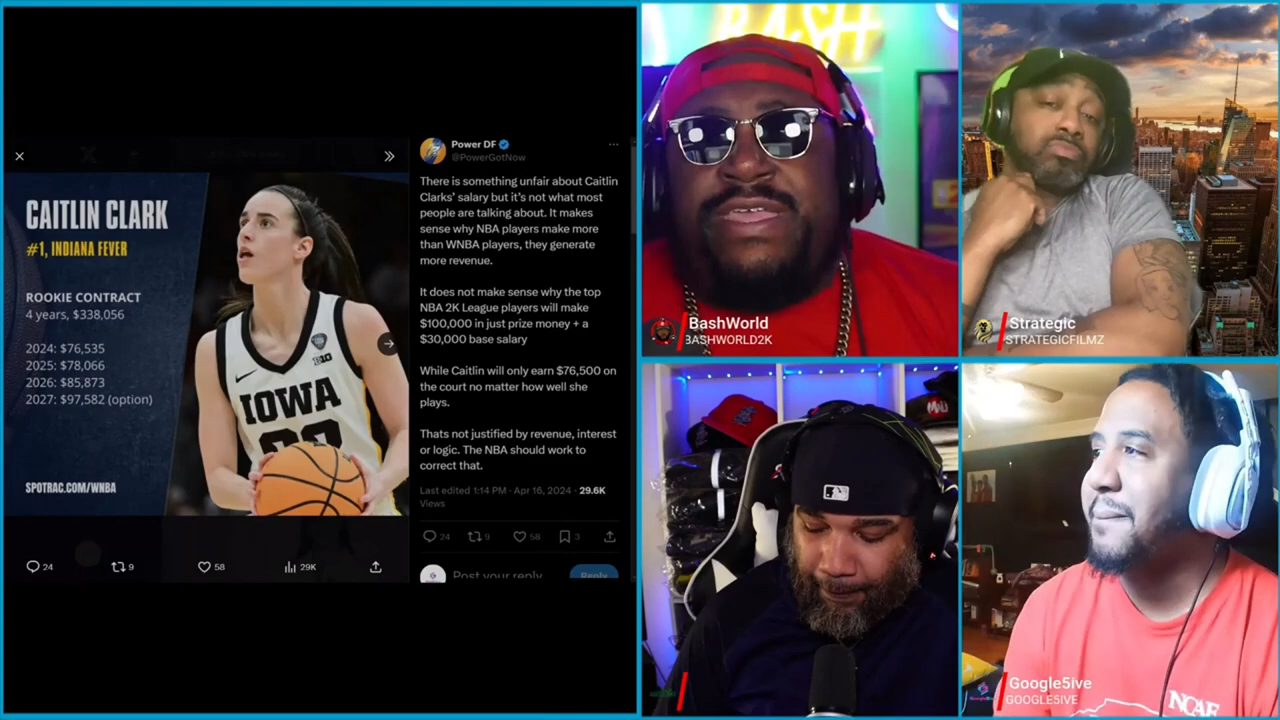 CAITLIN CLARK
#1, INDIANA FEVER
ROOKIE CONTRACT
4 years, $338,056
2024: $76,535
2025: $78,066
2026: $85,873
2027: $97,582 (option)
SPOTRAC.COM/WNBA
B1G
IOWA
24
9
58
29K
Power DF
@PowerGotNow
There is something unfair about Caitlin
Clarks' salary but it's not what most
people are talking about. It makes
sense why NBA players make more
than WNBA players, they generate
more revenue.
It does not make sense why the top
NBA 2K League players will make
$100,000 in just prize money + a
$30,000 base salary
While Caitlin will only earn $76,500 on
the court no matter how well she
plays.
Thats not justified by revenue, interest
or logic. The NBA should work to
correct that.
Last edited 1:14 PM · Apr 16, 2024 · 29.6K
Views
24
9
58
3
Post your reply
Reply
BASH
BashWorld
BASHWORLD2K
Strategic
STRATEGICFILMZ
Google5ive
GOOGLE5IVE